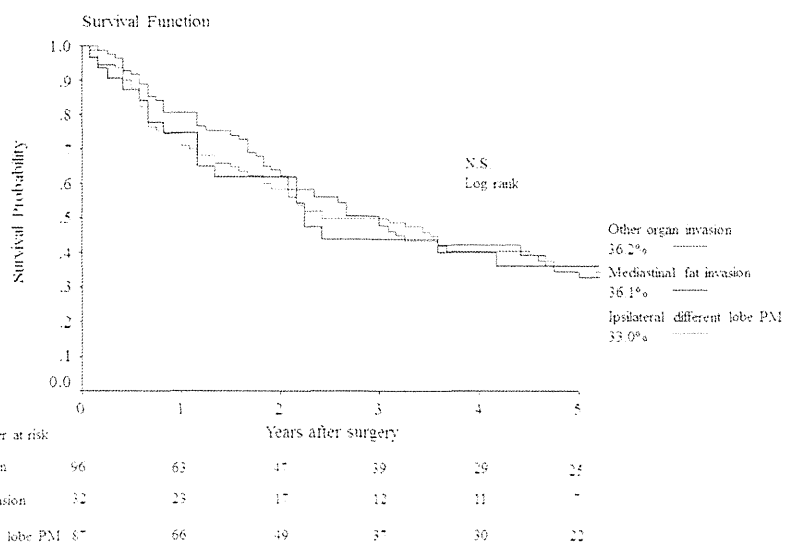 Survival Function
1.0
.9
.8
.6
.5
.4
.3
.2
.1
0.0
Survival Probability
N.S.
Log rank
Other organ invasion
36.2%
Mediastinal fat invasion
36.1%
Ipsilateral different lobe PM
33.0%
0 1 2 3 4 5
Years after surgery
at risk
96 63 47 39 29 25
32 23 17 12 11 7
lobe PM 87 66 49 37 30 22